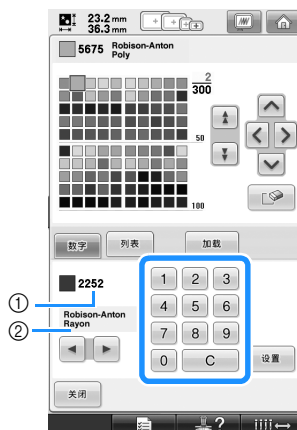 23.2 mm
36.3 mm
5675 Robison-Anton
Poly
2
300
50
100
数字 列表 加载
① 2252
② Robison-Anton
Rayon
1 2 3
4 5 6
7 8 9
0 C
设置
关闭
?